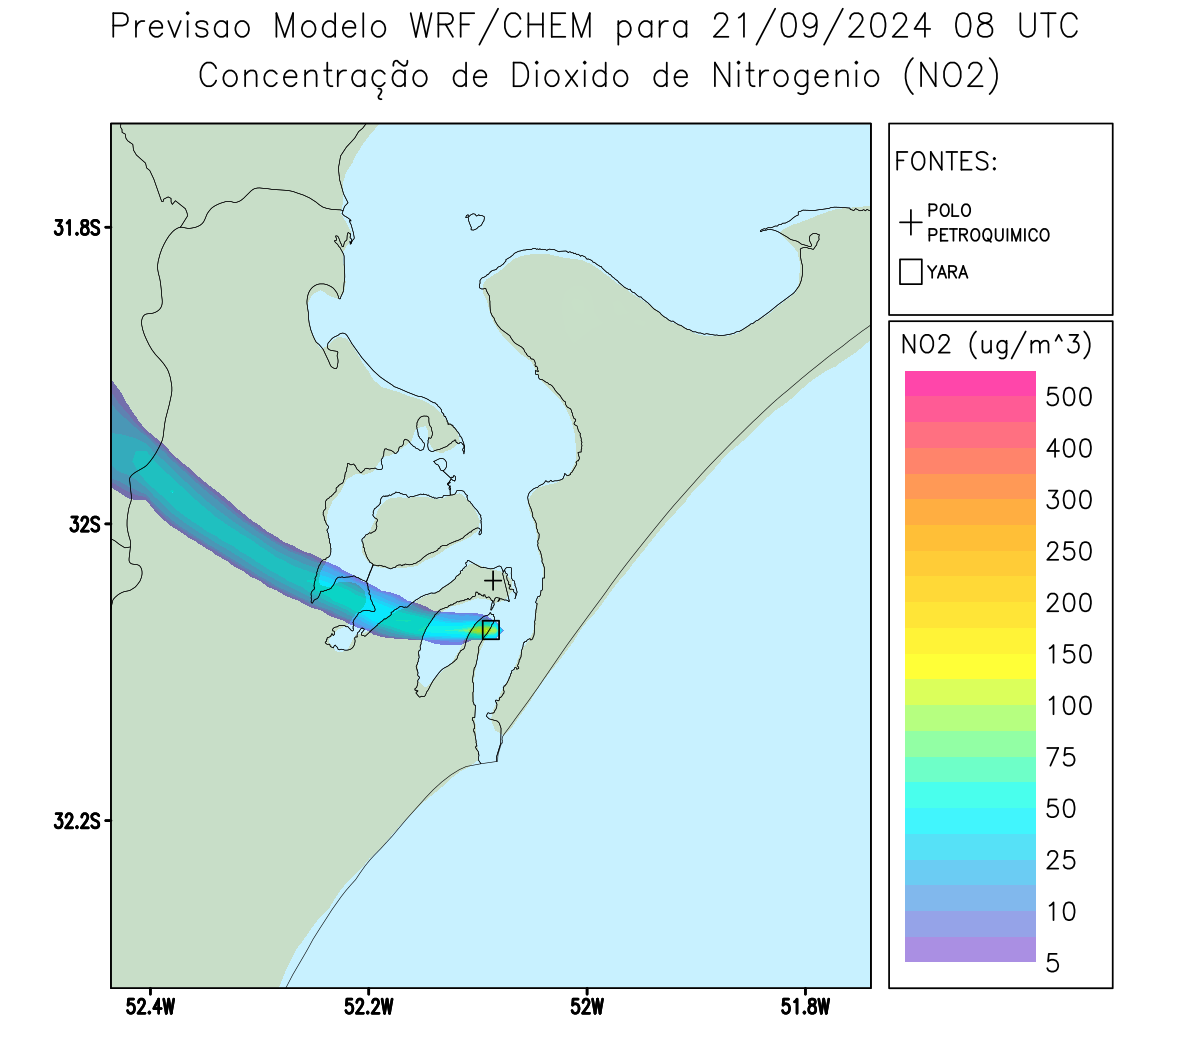 Previsao Modelo WRF/CHEM para 21/09/2024 08 UTC
Concentração de Dioxido de Nitrogenio (NO2)
FONTES:
POLO
PETROQUIMICO
YARA
NO2 (ug/m^3)
500
400
300
250
200
150
100
75
50
25
10
5
31.8S
32S
32.2S
52.4W
52.2W
52W
51.8W